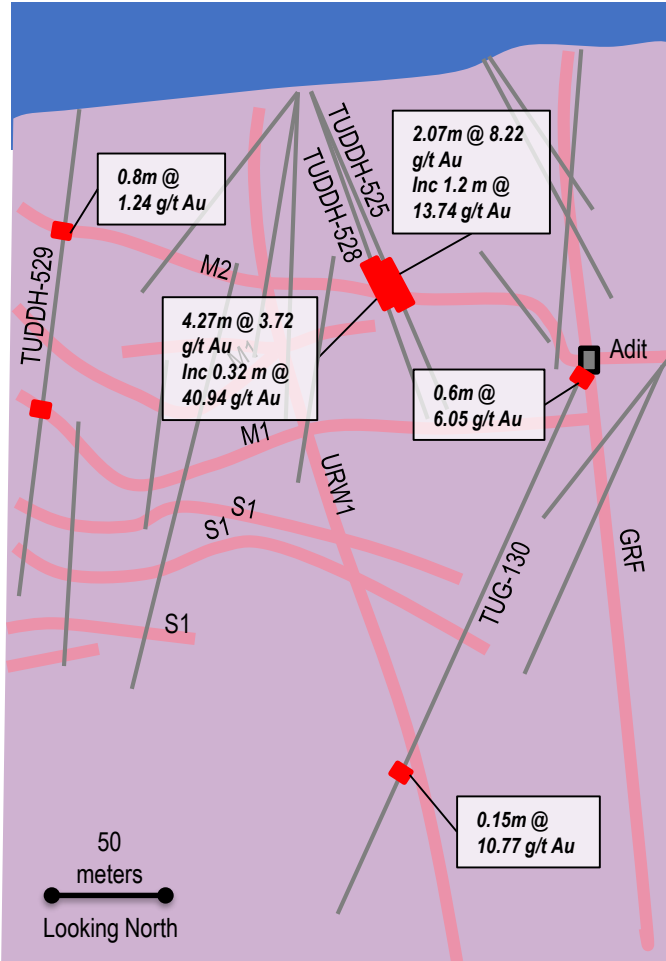 TUDDH-525
TUDDH-528
2.07m @ 8.22
g/t Au
Inc 1.2 m @
13.74 g/t Au
0.8m @
1.24 g/t Au
TUDDH-529
M2
4.27m @ 3.72
g/t Au
Inc 0.32 m @
40.94 g/t Au
M1
Adit
0.6m @
6.05 g/t Au
M1
URW1
S1
S1
TUG-130
GRF
S1
0.15m @
10.77 g/t Au
50
meters
Looking North